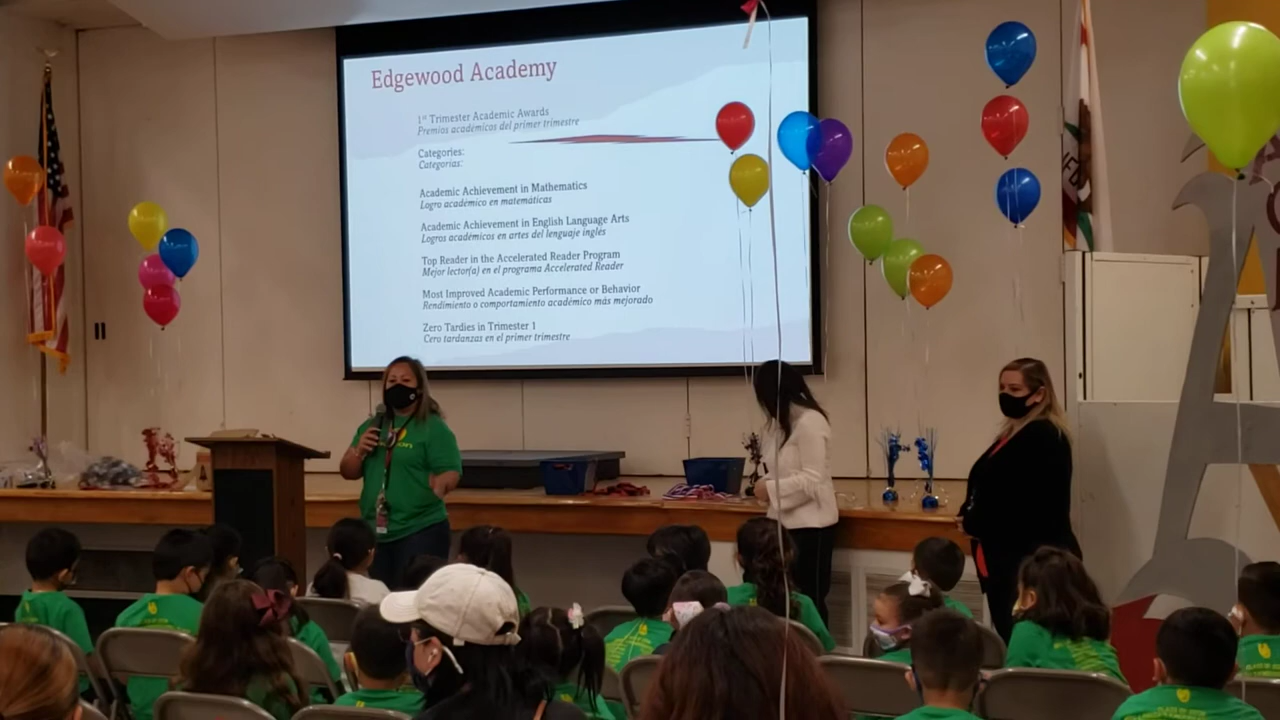 Edgewood Academy
1st Trimester Academic Awards
Premios académicos del primer trimestre
Categories:
Categorías:
Academic Achievement in Mathematics
Logro académico en matemáticas
Academic Achievement in English Language Arts
Logros académicos en artes del lenguaje inglés
Top Reader in the Accelerated Reader Program
Mejor lector(a) en el programa Accelerated Reader
Most Improved Academic Performance or Behavior
Rendimiento o comportamiento académico más mejorado
Zero Tardies in Trimester 1
Cero tardanzas en el primer trimestre